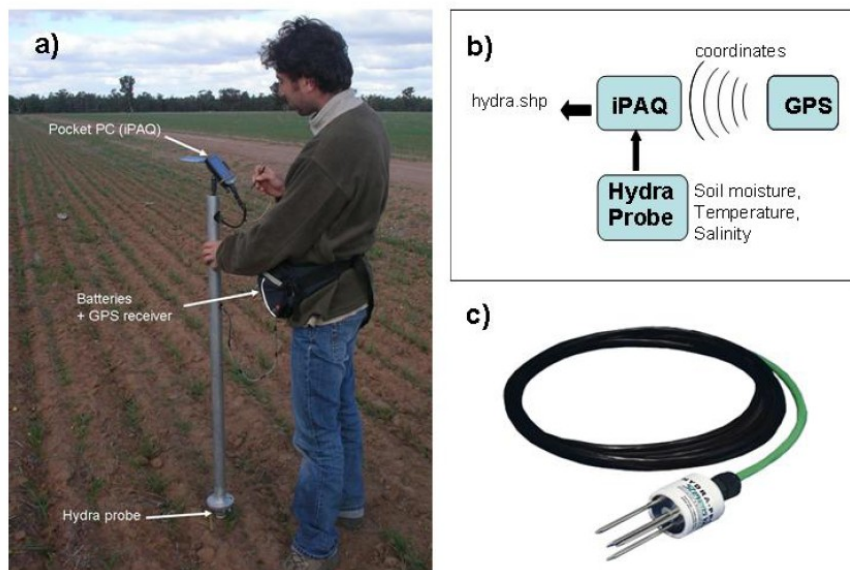 a)
Pocket PC (iPAQ)
Batteries
+ GPS receiver
Hydra probe
b)
coordinates
hydra.shp
iPAQ
GPS
Hydra
Probe
Soil moisture,
Temperature,
Salinity
c)